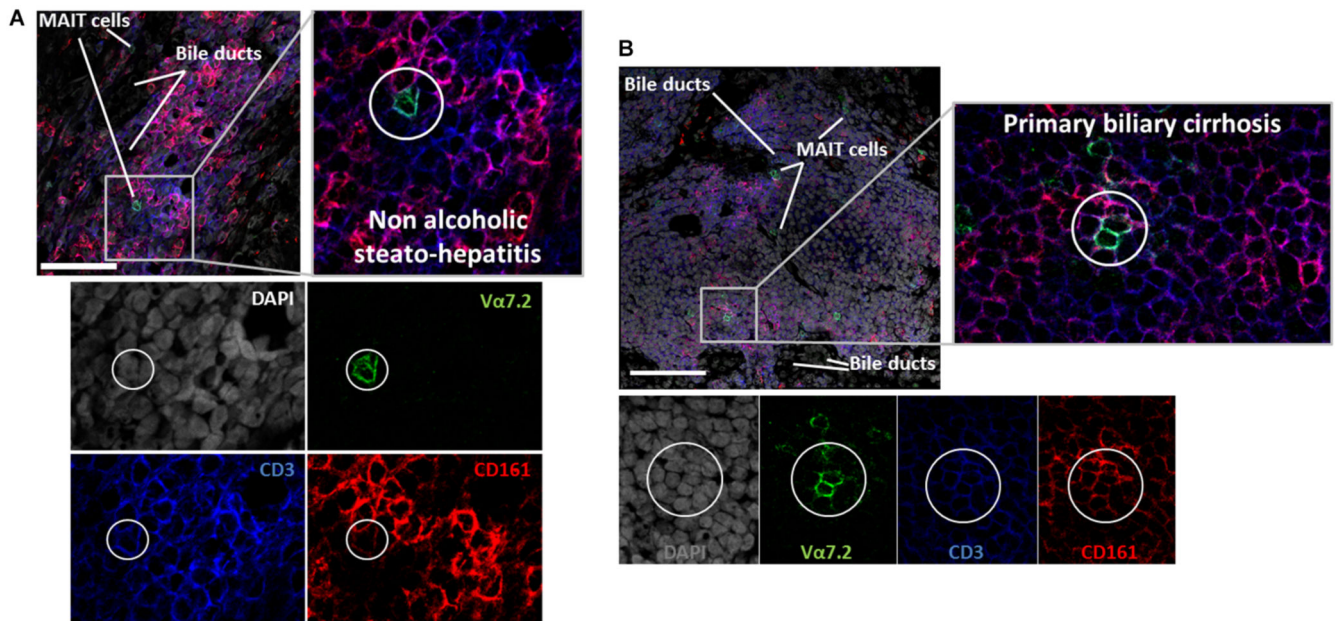 A
MAIT cells
Bile ducts
Non alcoholic
steato-hepatitis
DAPI
Vα7.2
CD3
CD161
B
Bile ducts
MAIT cells
Bile ducts
Primary biliary cirrhosis
DAPI
Vα7.2
CD3
CD161